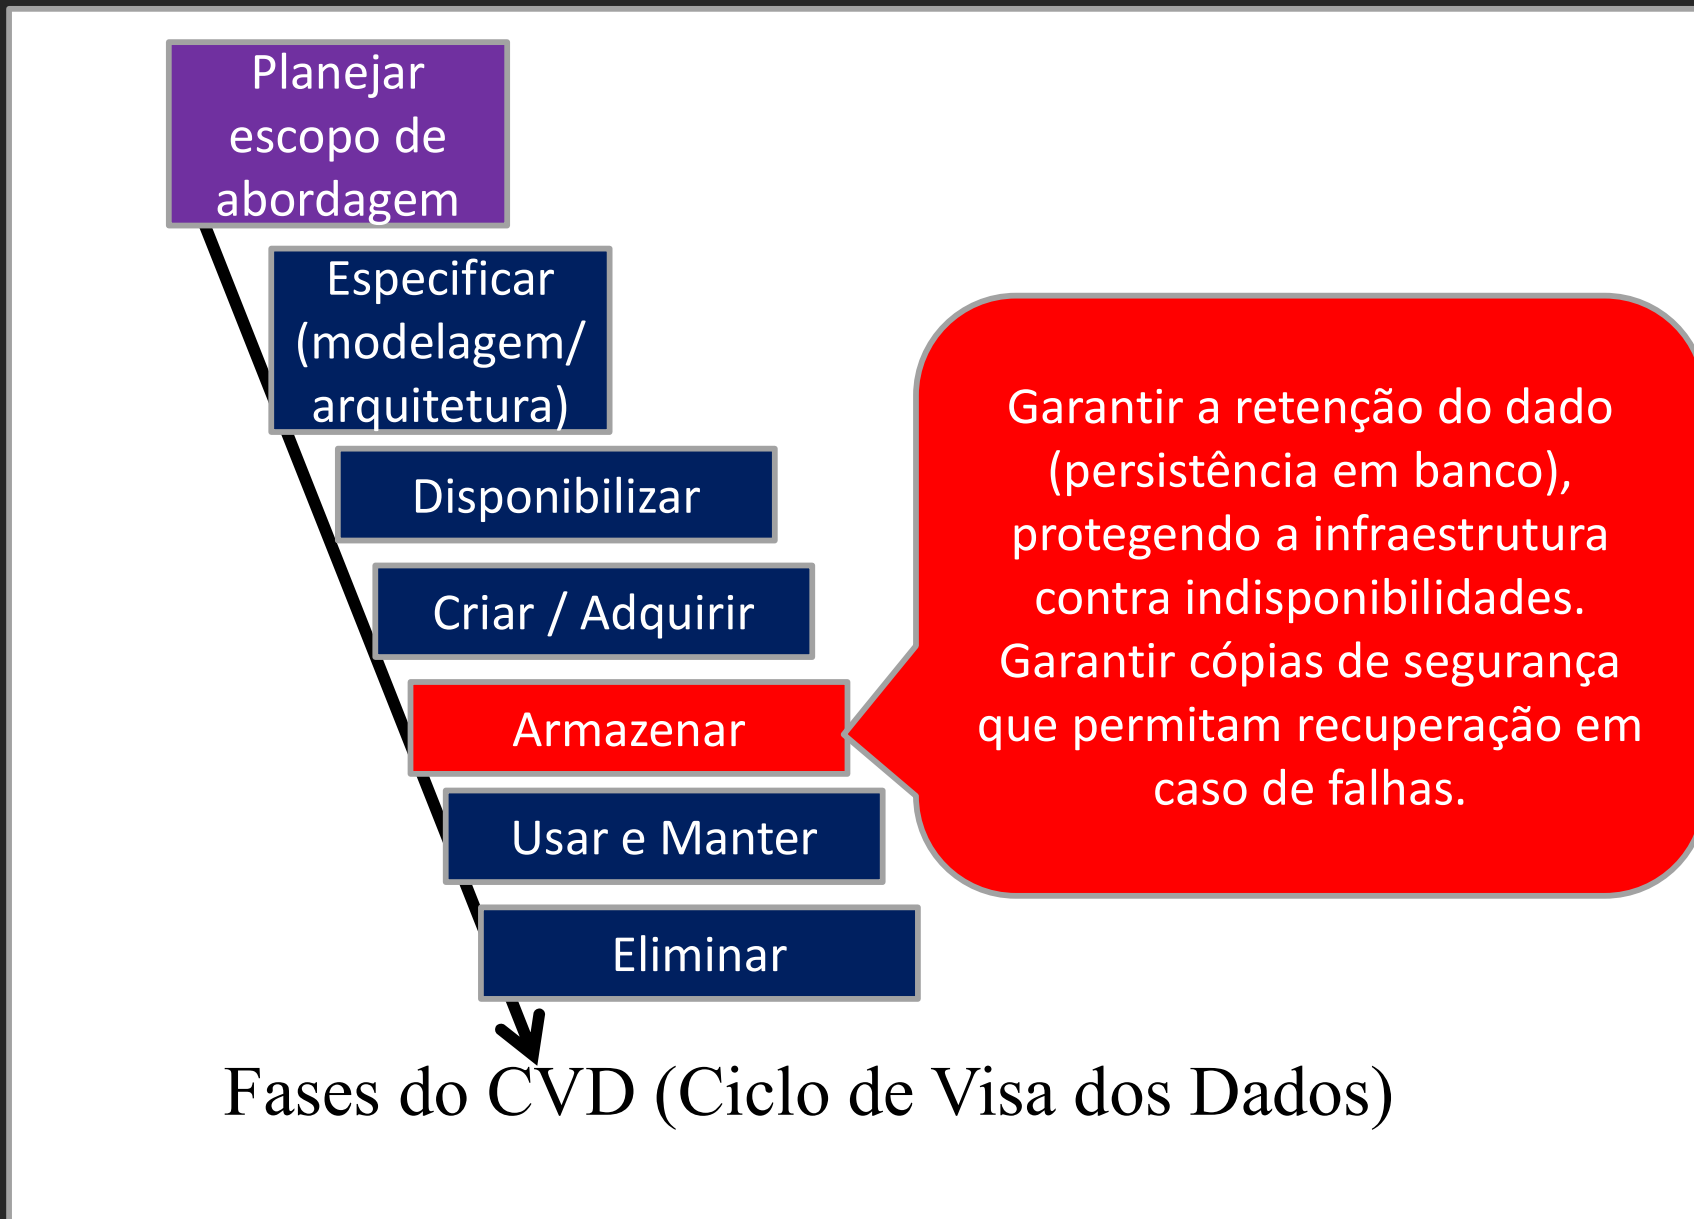 Planejar
escopo de
abordagem
Especificar
(modelagem/
arquitetura)
Disponibilizar
Criar / Adquirir
Armazenar
Usar e Manter
Eliminar
Garantir a retenção do dado
(persistência em banco),
protegendo a infraestrutura
contra indisponibilidades.
Garantir cópias de segurança
que permitam recuperação em
caso de falhas.
Fases do CVD (Ciclo de Visa dos Dados)